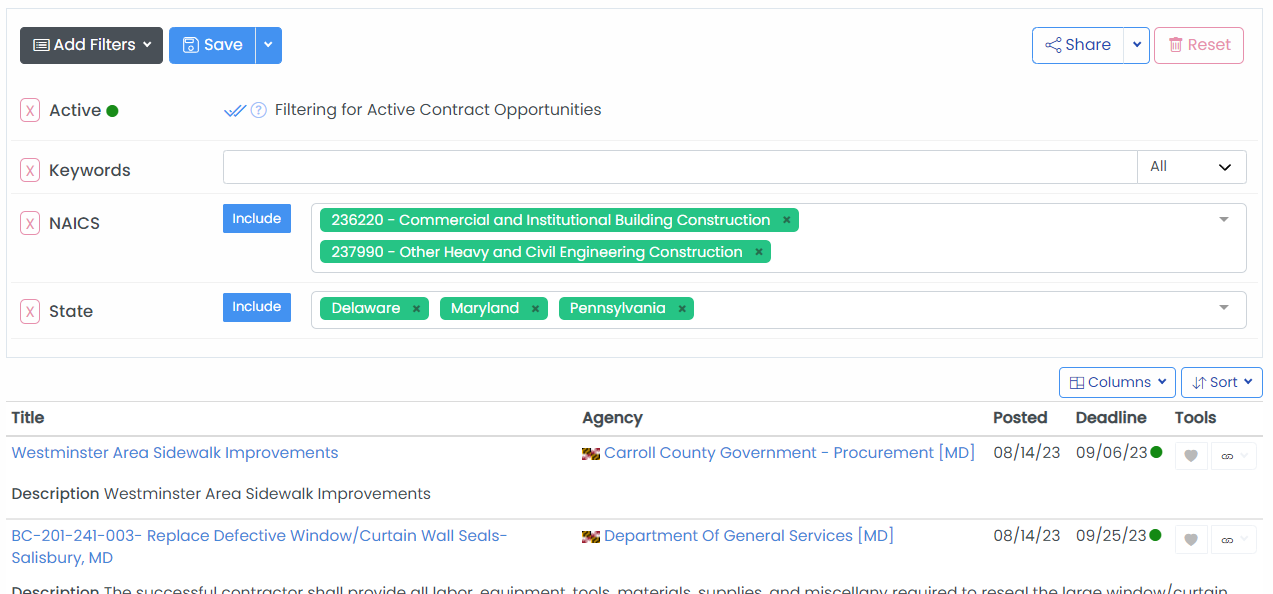 Add Filters Save Share Reset
X Active ? Filtering for Active Contract Opportunities
X Keywords All
X NAICS Include 236220 - Commercial and Institutional Building Construction ×
237990 - Other Heavy and Civil Engineering Construction ×
X State Include Delaware × Maryland × Pennsylvania ×
Columns Sort
Title Agency Posted Deadline Tools
Westminster Area Sidewalk Improvements Carroll County Government - Procurement [MD] 08/14/23 09/06/23
Description Westminster Area Sidewalk Improvements
BC-201-241-003- Replace Defective Window/Curtain Wall Seals- Department Of General Services [MD] 08/14/23 09/25/23
Salisbury, MD
Description The successful contractor shall provide all labor, equipment, tools, materials, supplies, and miscellany required to reseal the large window/curtain